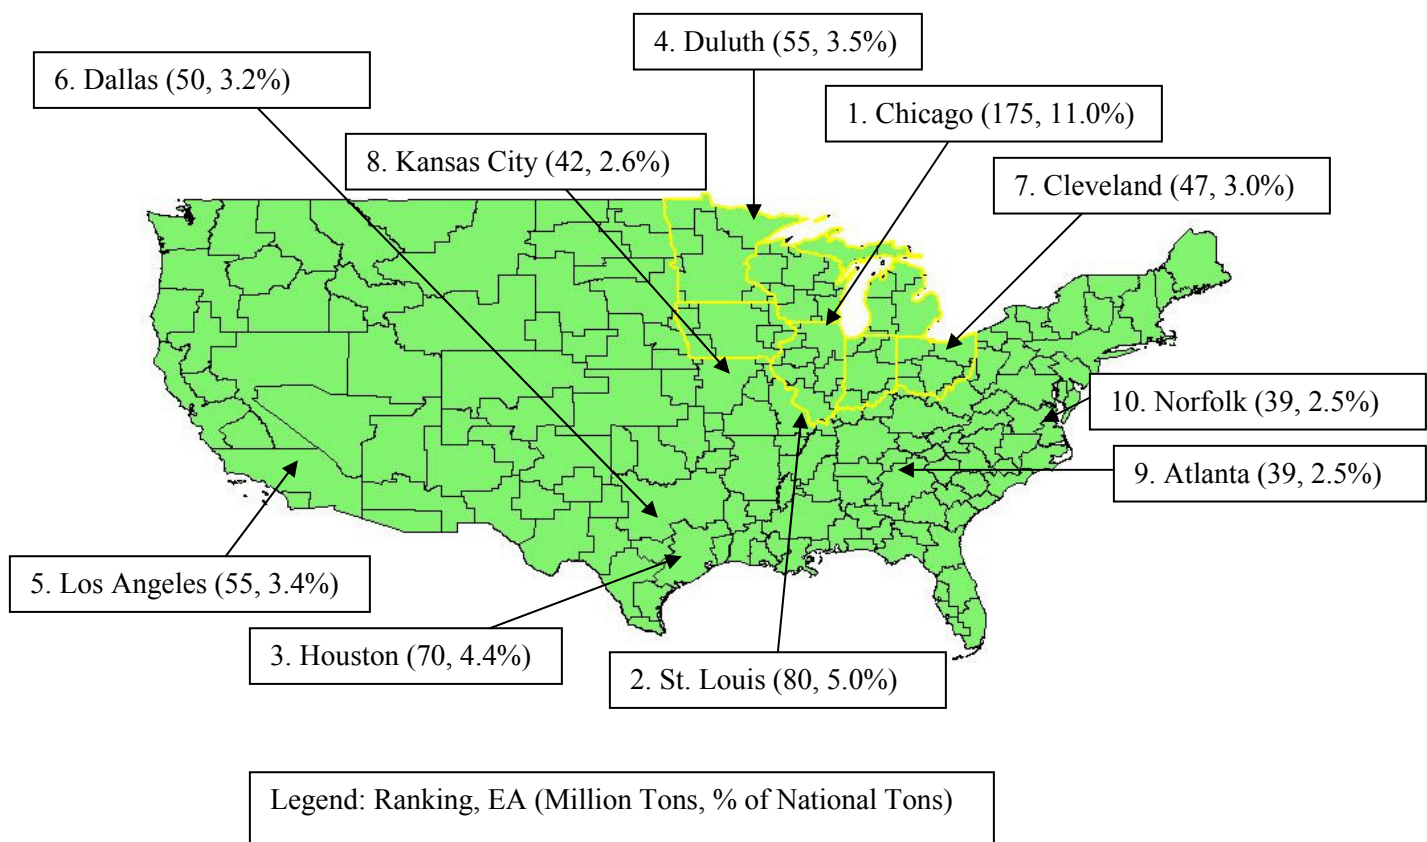 4. Duluth (55, 3.5%)
6. Dallas (50, 3.2%)
1. Chicago (175, 11.0%)
8. Kansas City (42, 2.6%)
7. Cleveland (47, 3.0%)
10. Norfolk (39, 2.5%)
9. Atlanta (39, 2.5%)
5. Los Angeles (55, 3.4%)
3. Houston (70, 4.4%)
2. St. Louis (80, 5.0%)
Legend: Ranking, EA (Million Tons, % of National Tons)